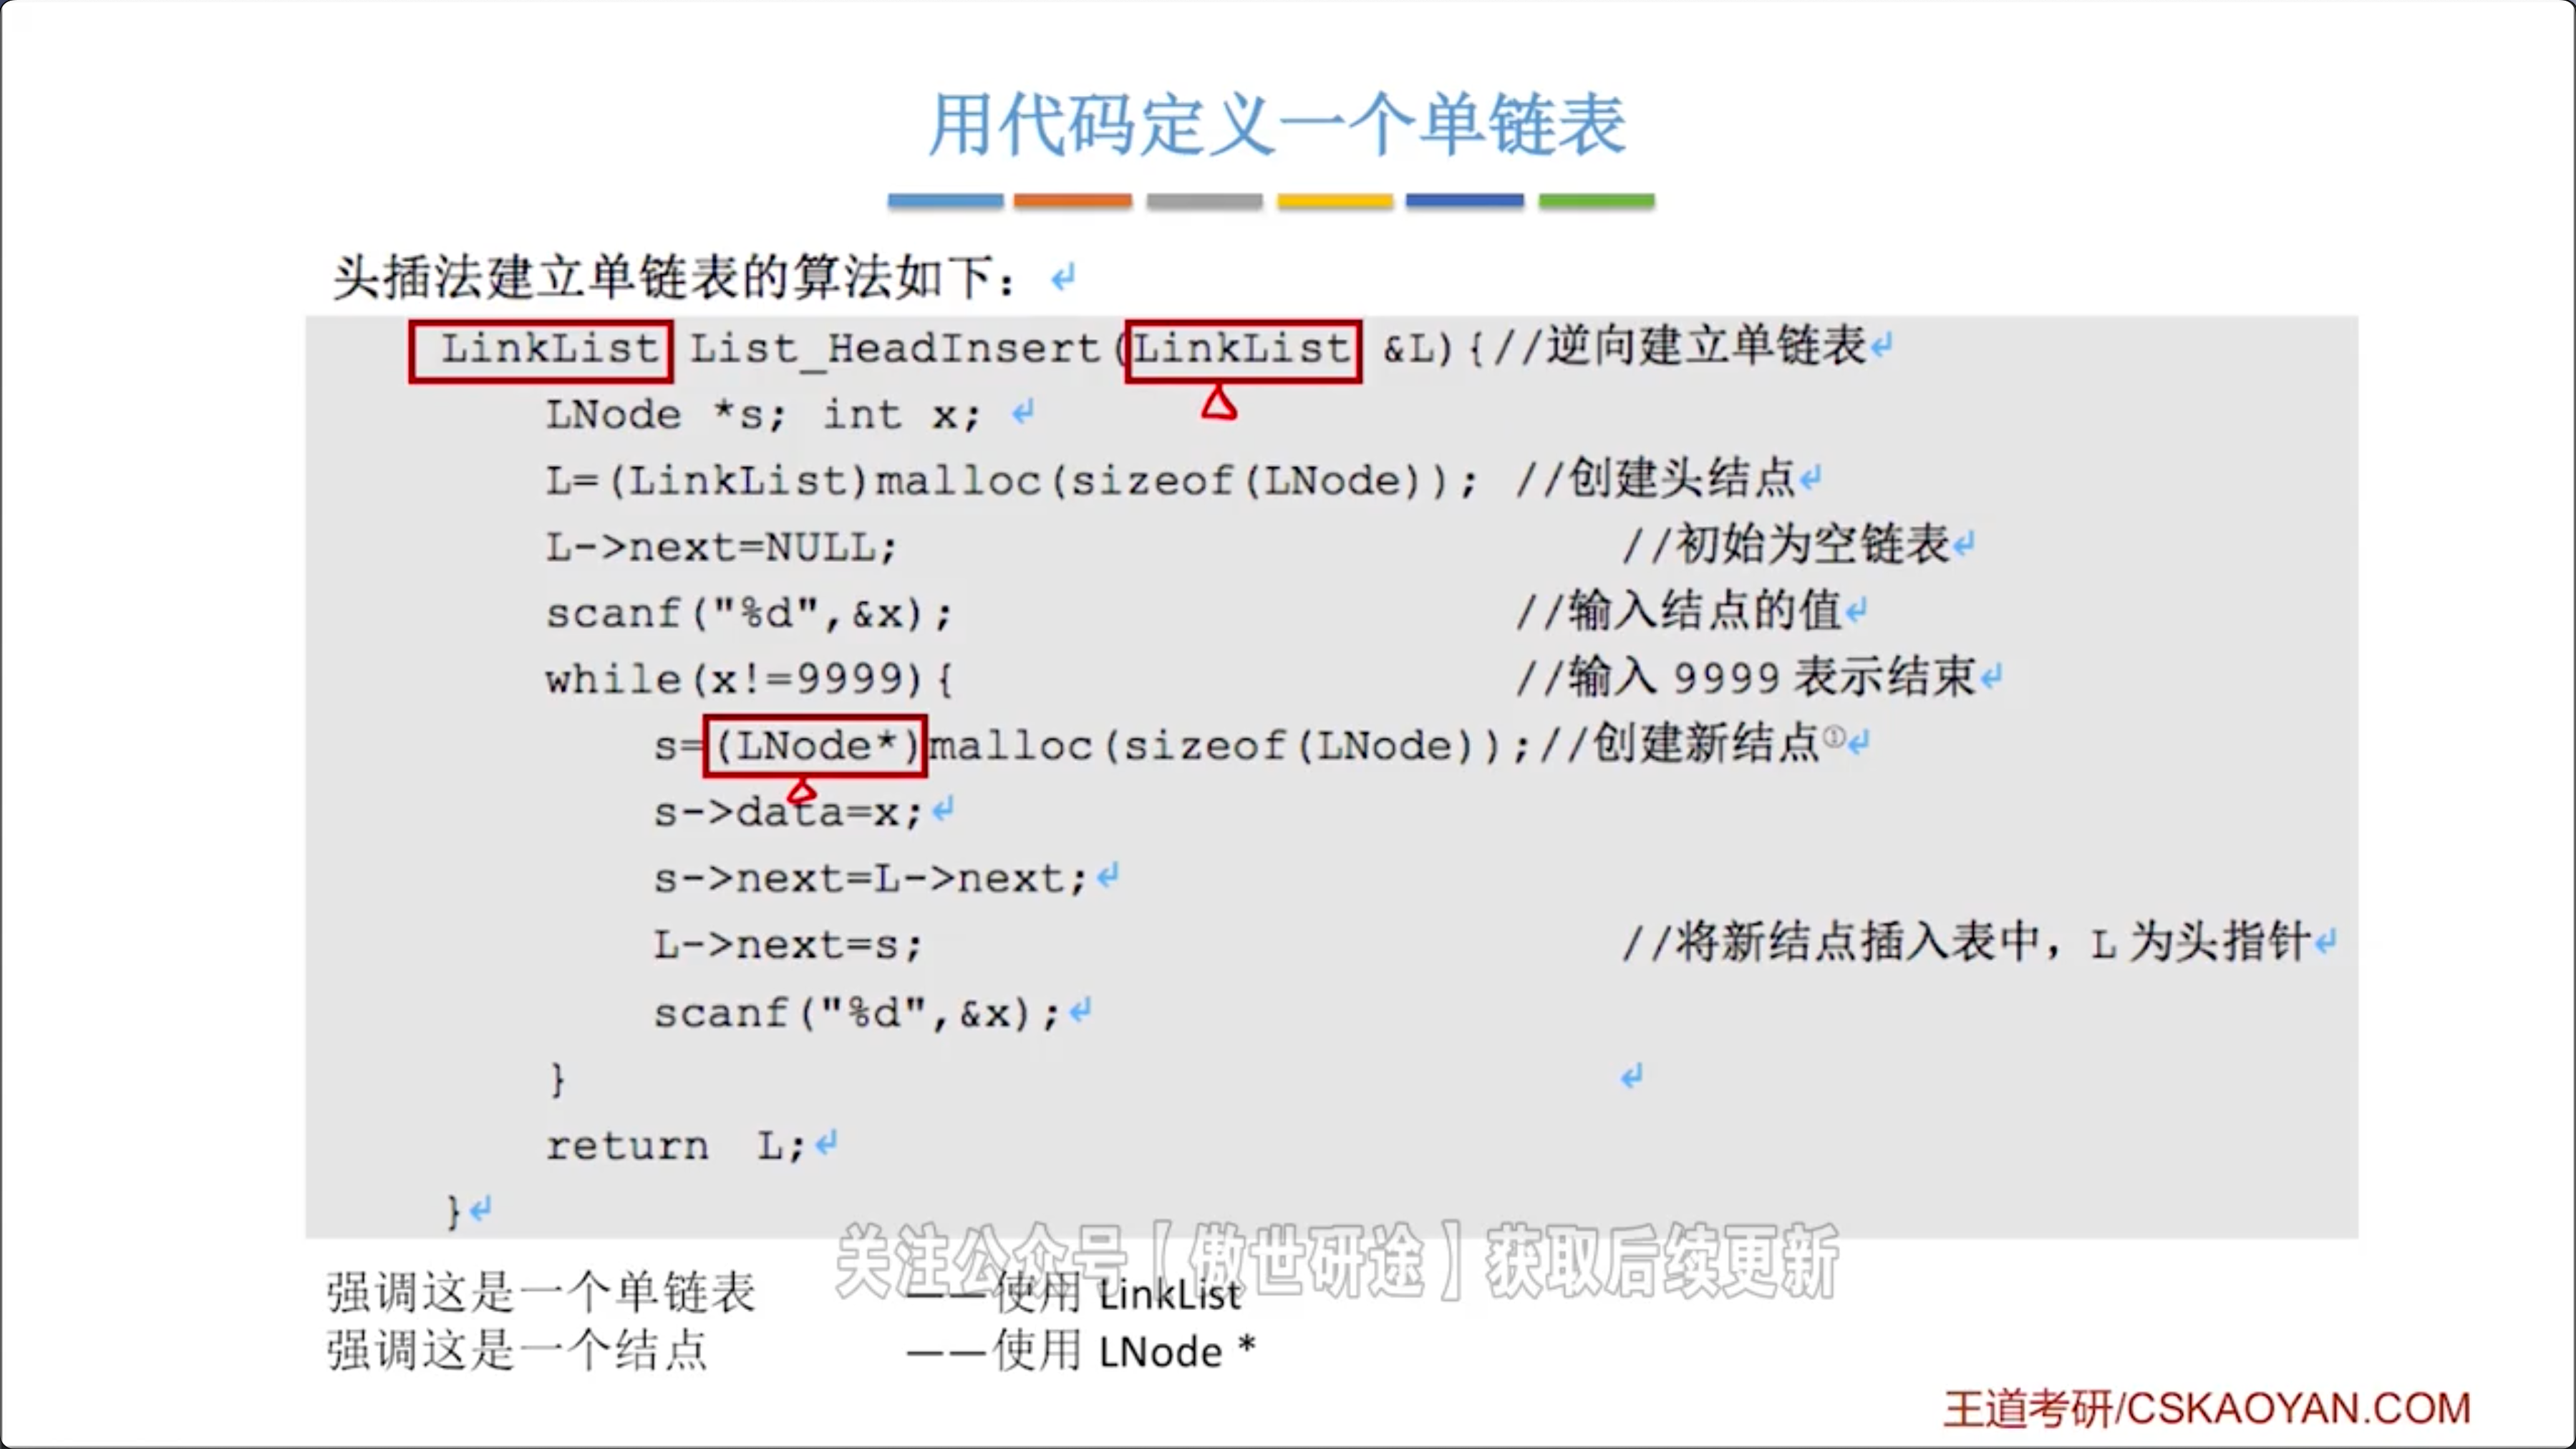 用代码定义一个单链表
头插法建立单链表的算法如下：↵
LinkList List_HeadInsert(LinkList &L){//逆向建立单链表↵
LNode *s; int x; ↵
L=(LinkList)malloc(sizeof(LNode)); //创建头结点↵
L->next=NULL; //初始为空链表↵
scanf("%d",&x); //输入结点的值↵
while(x!=9999){ //输入 9999 表示结束↵
s=(LNode*)malloc(sizeof(LNode));//创建新结点①↵
s->data=x;↵
s->next=L->next;↵
L->next=s; //将新结点插入表中，L 为头指针↵
scanf("%d",&x);↵
} ↵
return L;↵
}↵
关注公众号【傲世研途】获取后续更新
强调这是一个单链表 ——使用 LinkList
强调这是一个结点 ——使用 LNode *
王道考研/CSKAOYAN.COM